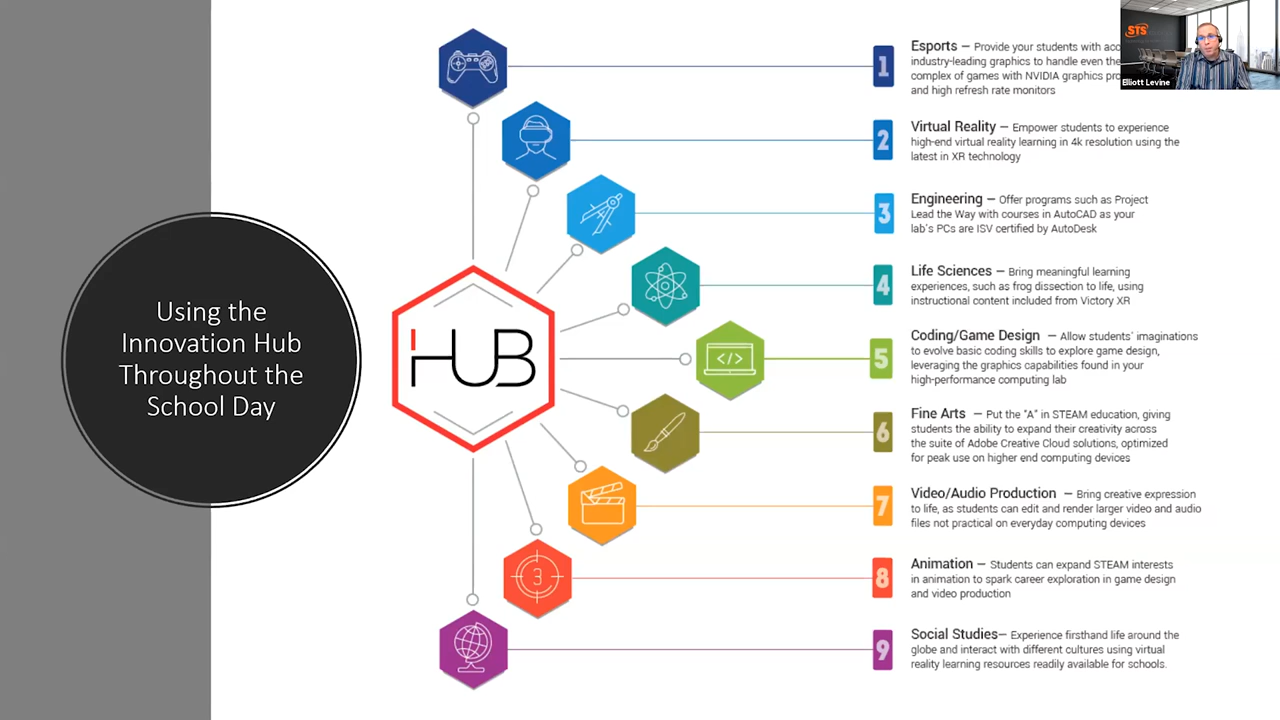 Using the
Innovation Hub
Throughout the
School Day
HUB
</>
3
1
Esports — Provide your students with
industry-leading graphics to handle even the
complex of games with NVIDIA graphics
and high refresh rate monitors
2
Virtual Reality — Empower students to experience
high-end virtual reality learning in 4k resolution using the
latest in XR technology
3
Engineering — Offer programs such as Project
Lead the Way with courses in AutoCAD as your
lab's PCs are ISV certified by AutoDesk
4
Life Sciences — Bring meaningful learning
experiences, such as frog dissection to life, using
instructional content included from Victory XR
5
Coding/Game Design — Allow students' imaginations
to evolve basic coding skills to explore game design,
leveraging the graphics capabilities found in your
high-performance computing lab
6
Fine Arts — Put the "A" in STEAM education, giving
students the ability to expand their creativity across
the suite of Adobe Creative Cloud solutions, optimized
for peak use on higher end computing devices
7
Video/Audio Production — Bring creative expression
to life, as students can edit and render larger video and audio
files not practical on everyday computing devices
8
Animation — Students can expand STEAM interests
in animation to spark career exploration in game design
and video production
9
Social Studies— Experience firsthand life around the
globe and interact with different cultures using virtual
reality learning resources readily available for schools.
STS
Elliott Levine